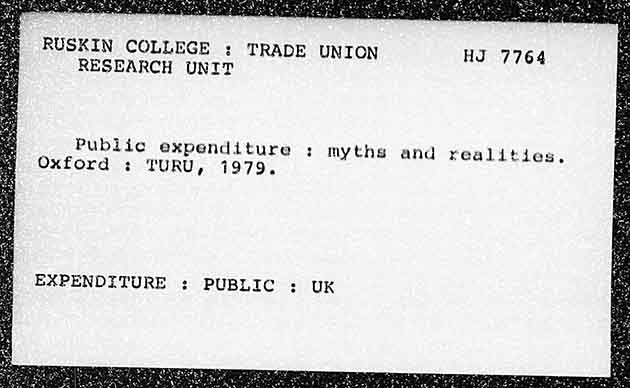 RUSKIN COLLEGE : TRADE UNION HJ 7764
RESEARCH UNIT
Public expenditure : myths and realities.
Oxford : TURU, 1979.
EXPENDITURE : PUBLIC : UK